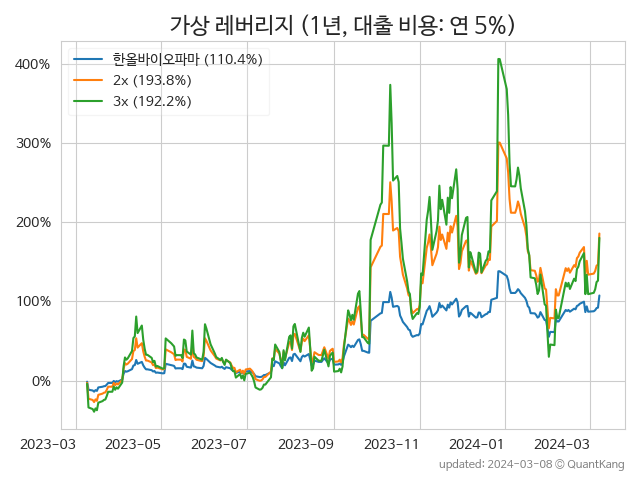 가상 레버리지 (1년, 대출 비용: 연 5%)
한올바이오파마 (110.4%)
2x (193.8%)
3x (192.2%)
400%
300%
200%
100%
0%
2023-03 2023-05 2023-07 2023-09 2023-11 2024-01 2024-03
updated: 2024-03-08 © QuantKang